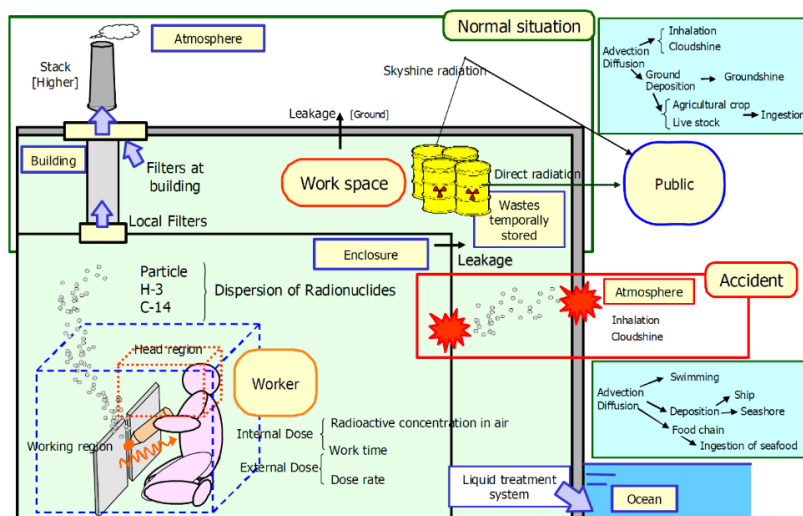 Normal situation
Atmosphere
Stack
[Higher]
Skyshine radiation
Inhalation
Cloudshine
Advection
Diffusion
Ground
Deposition
Groundshine
Agricultural crop
Live stock
Ingestion
Leakage
[Ground]
Building
Filters at
building
Work space
Direct radiation
Public
Wastes
temporally
stored
Local Filters
Enclosure
Leakage
Particle
H-3
C-14
Dispersion of Radionuclides
Accident
Atmosphere
Inhalation
Cloudshine
Head region
Worker
Working region
Internal Dose
Radioactive concentration in air
Work time
External Dose
Dose rate
Swimming
Advection
Diffusion
Deposition
Ship
Seashore
Food chain
Ingestion of seafood
Liquid treatment
system
Ocean